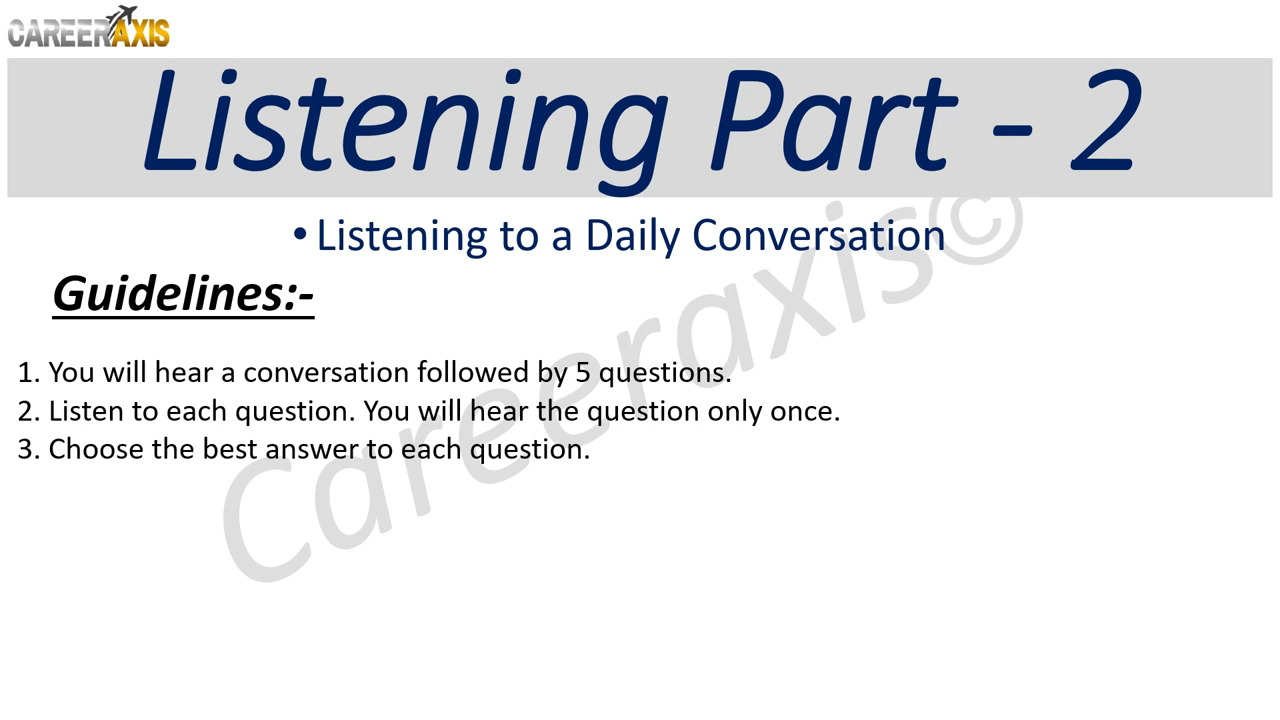 CAREERAXIS
Listening Part - 2
• Listening to a Daily Conversation
Guidelines:-
1. You will hear a conversation followed by 5 questions.
2. Listen to each question. You will hear the question only once.
3. Choose the best answer to each question.
Careeraxis©